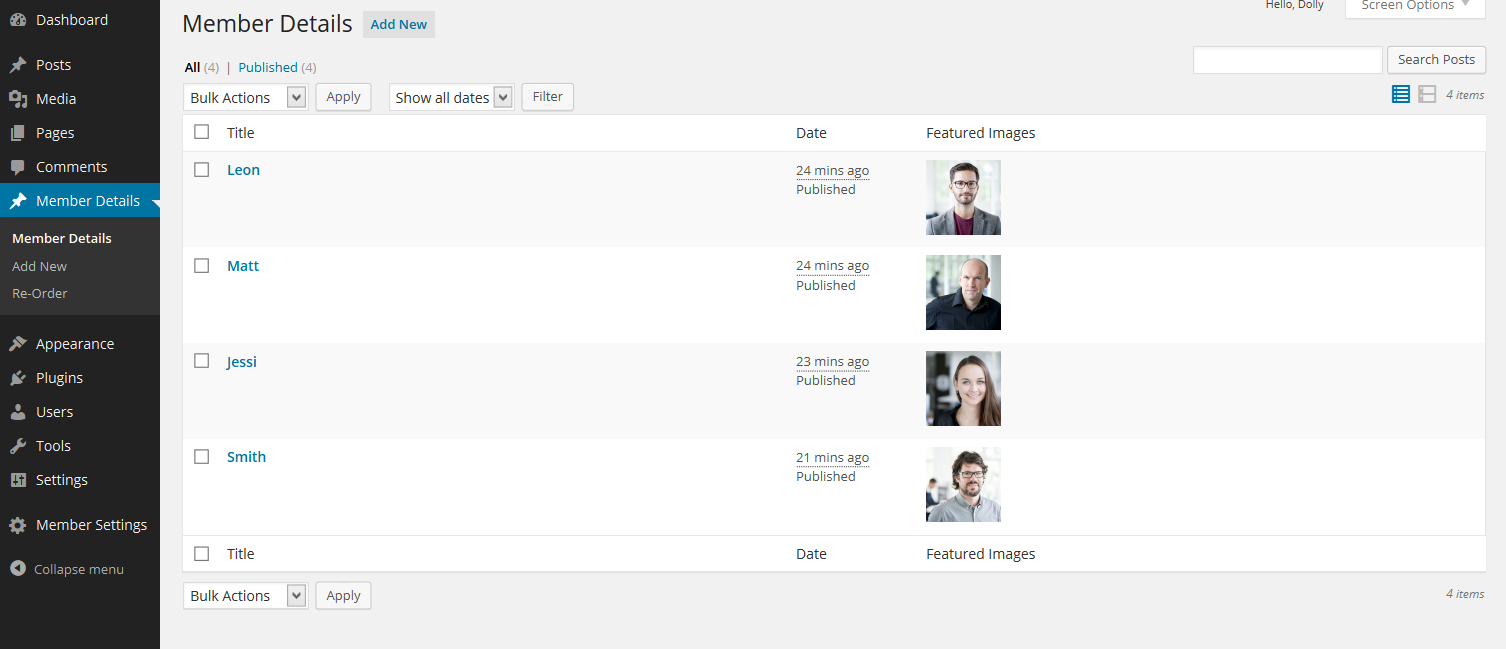 Dashboard
Posts
Media
Pages
Comments
Member Details
Member Details
Add New
Re-Order
Appearance
Plugins
Users
Tools
Settings
Member Settings
Collapse menu
Hello, Dolly
Screen Options
Member Details Add New
All (4) | Published (4)
Search Posts
Bulk Actions Apply Show all dates Filter
4 items
Title Date Featured Images
Leon 24 mins ago
Published
Matt 24 mins ago
Published
Jessi 23 mins ago
Published
Smith 21 mins ago
Published
Title Date Featured Images
Bulk Actions Apply
4 items